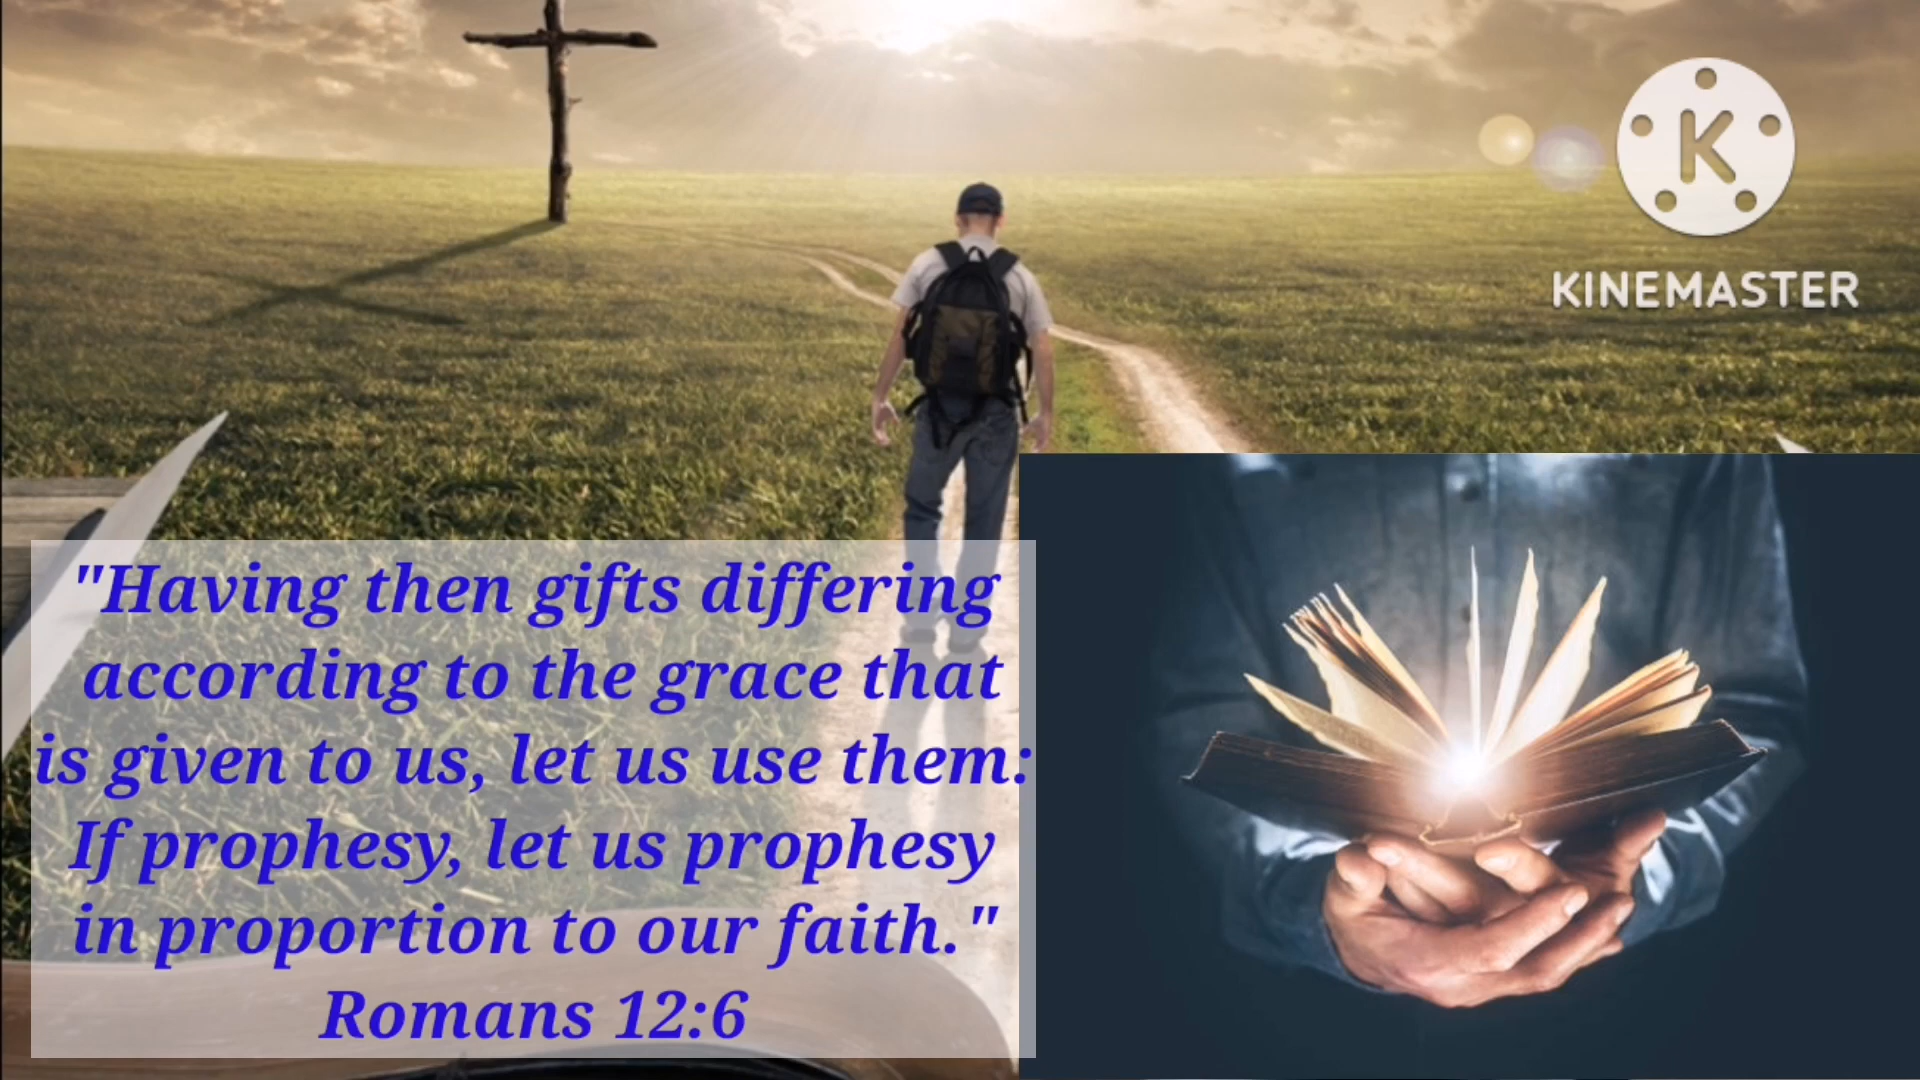 K
KINEMASTER
"Having then gifts differing
according to the grace that
is given to us, let us use them:
If prophesy, let us prophesy
in proportion to our faith."
Romans 12:6